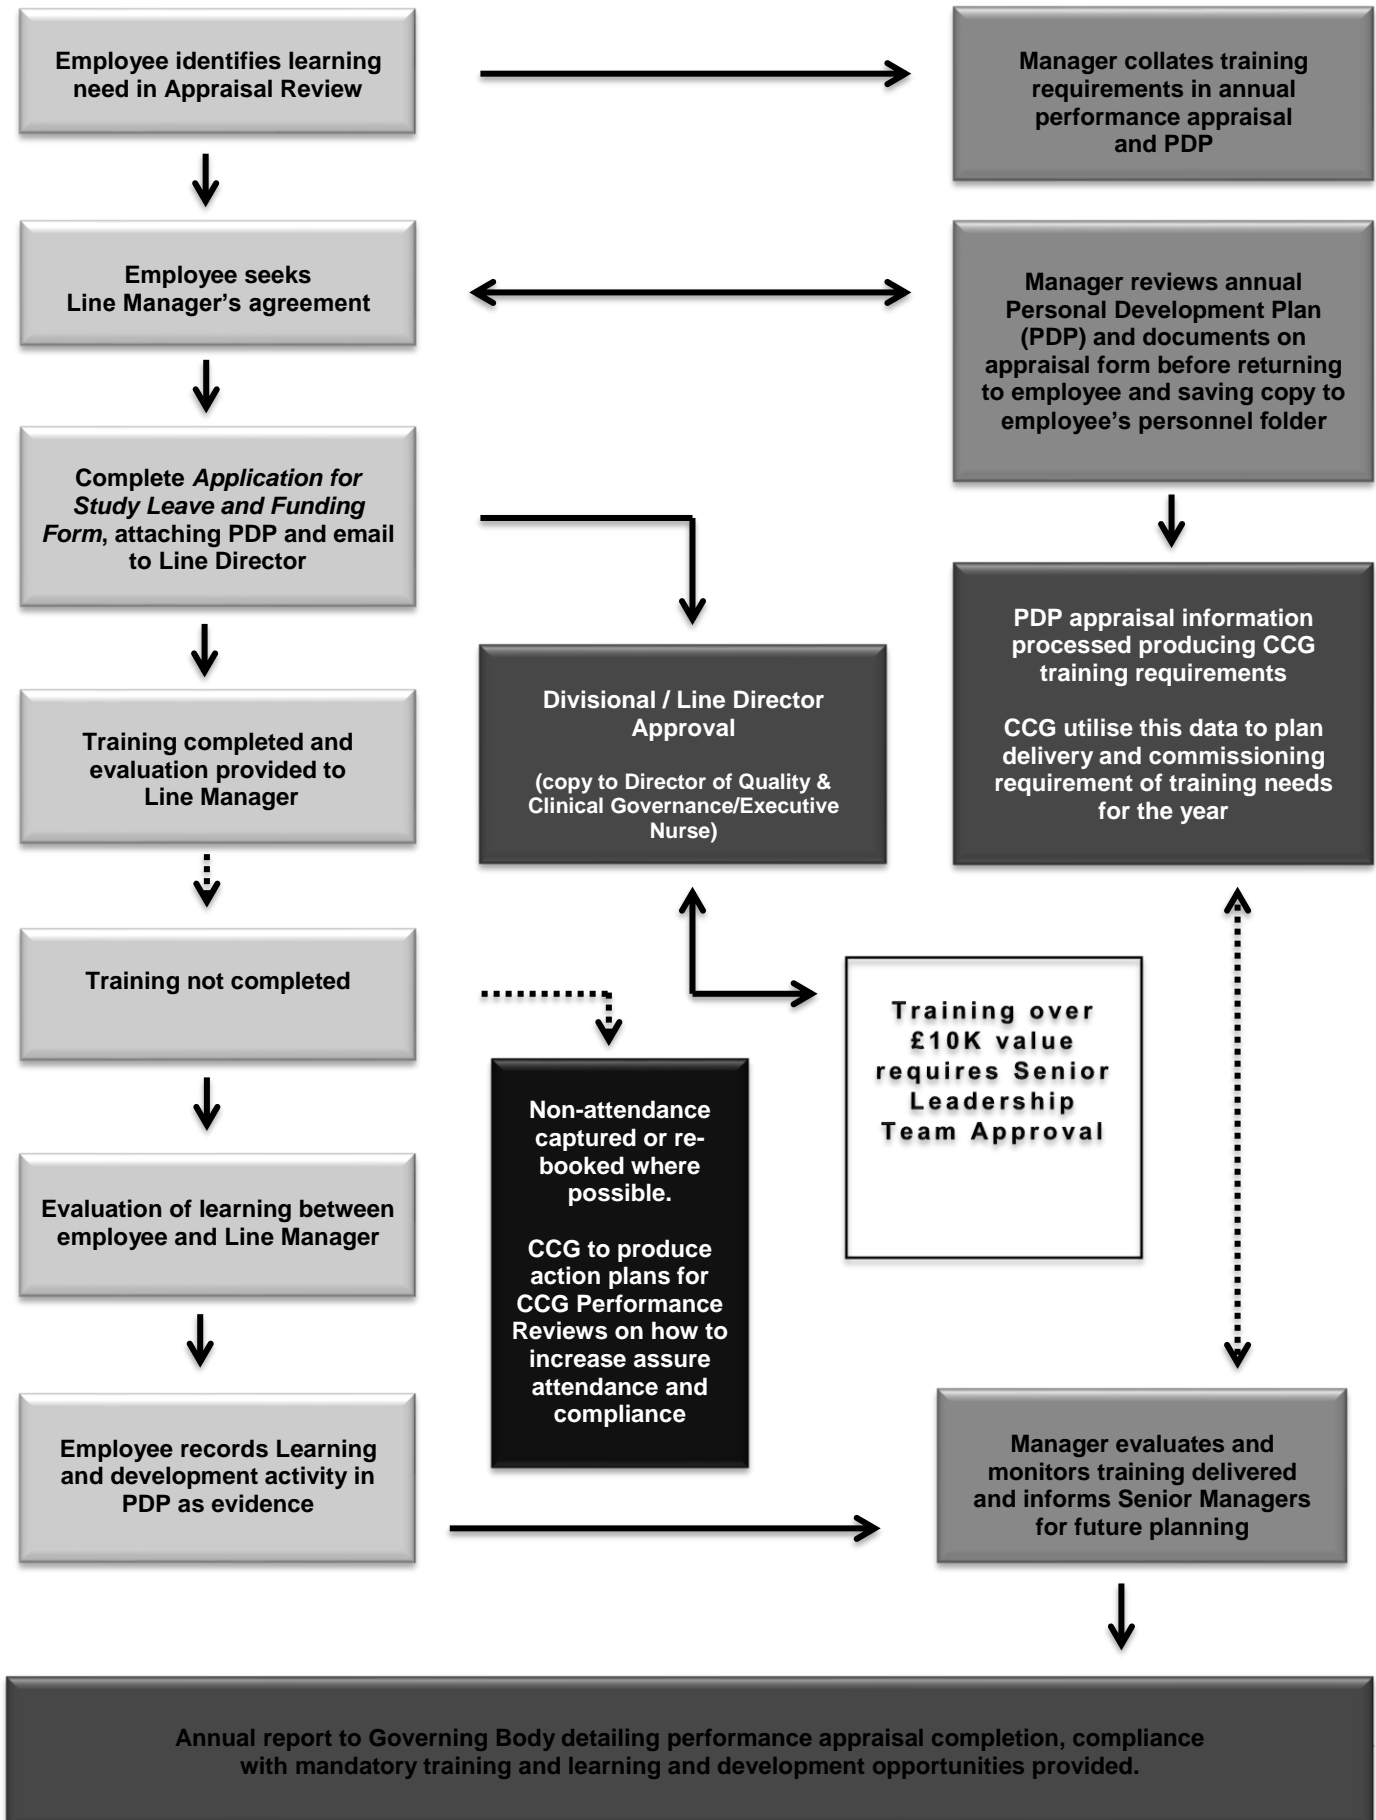 Employee identifies learning
need in Appraisal Review
Manager collates training
requirements in annual
performance appraisal
and PDP
Employee seeks
Line Manager’s agreement
Manager reviews annual
Personal Development Plan
(PDP) and documents on
appraisal form before returning
to employee and saving copy to
employee’s personnel folder
Complete Application for
Study Leave and Funding
Form, attaching PDP and email
to Line Director
PDP appraisal information
processed producing CCG
training requirements
CCG utilise this data to plan
delivery and commissioning
requirement of training needs
for the year
Divisional / Line Director
Approval
(copy to Director of Quality &
Clinical Governance/Executive
Nurse)
Training completed and
evaluation provided to
Line Manager
Training not completed
Training over
£10K value
requires Senior
Leadership
Team Approval
Non-attendance
captured or re-
booked where
possible.
CCG to produce
action plans for
CCG Performance
Reviews on how to
increase assure
attendance and
compliance
Evaluation of learning between
employee and Line Manager
Employee records Learning
and development activity in
PDP as evidence
Manager evaluates and
monitors training delivered
and informs Senior Managers
for future planning
Annual report to Governing Body detailing performance appraisal completion, compliance
with mandatory training and learning and development opportunities provided.